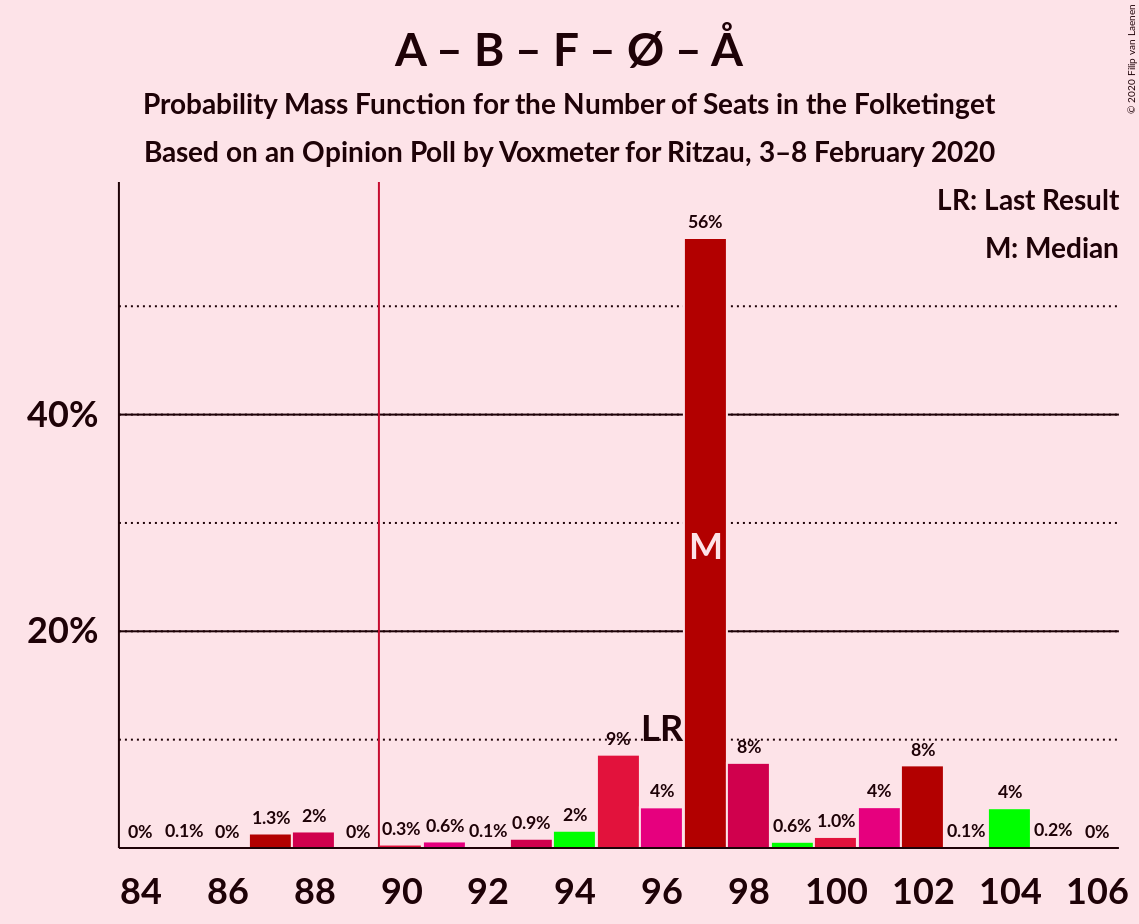 A – B – F – Ø – Å
Probability Mass Function for the Number of Seats in the Folketinget
Based on an Opinion Poll by Voxmeter for Ritzau, 3–8 February 2020
© 2020 Filip van Laenen
LR: Last Result
M: Median
56%
40%
M
20%
LR
9%
8%
8%
4%
4%
4%
0% 0.1% 0% 1.3% 2% 0% 0.3% 0.6% 0.1% 0.9% 2% 0.6% 1.0% 0.1% 0.2% 0%
84 86 88 90 92 94 96 98 100 102 104 106